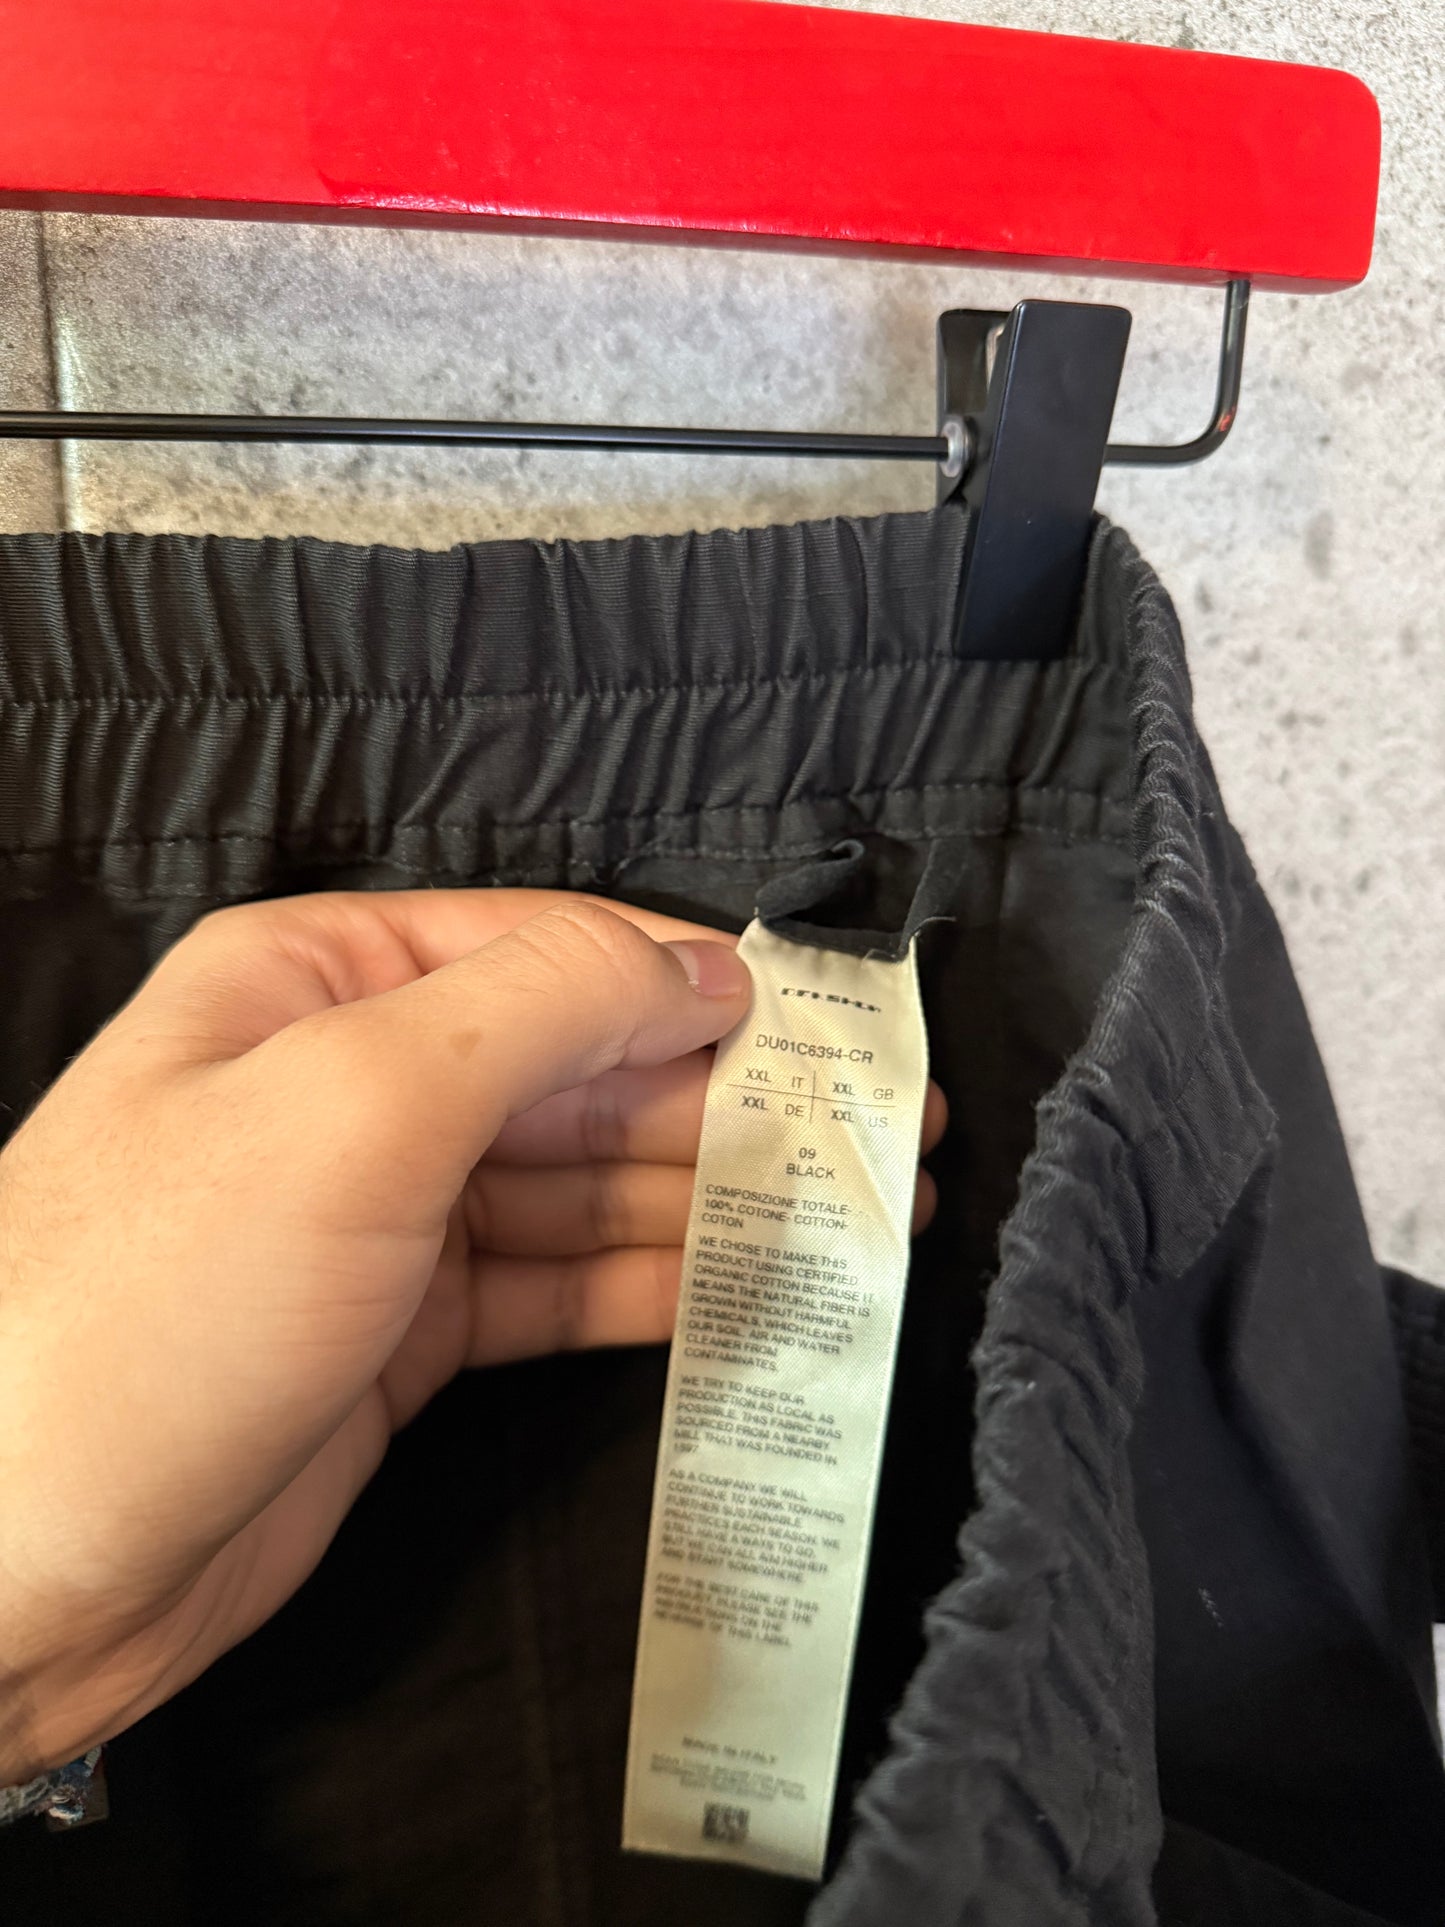 DRKSHDW
DU01C6394-CR
XXL IT XXL GB
XXL DE XXL US
09
BLACK
COMPOSIZIONE TOTALE-
100% COTONE- COTTON-
COTON
WE CHOSE TO MAKE THIS
PRODUCT USING CERTIFIED
ORGANIC COTTON BECAUSE IT
MEANS THE NATURAL FIBER IS
GROWN WITHOUT HARMFUL
CHEMICALS, WHICH LEAVES
OUR SOIL, AIR AND WATER
CLEANER FROM
CONTAMINATES.
WE TRY TO KEEP OUR
PRODUCTION AS LOCAL AS
POSSIBLE. THIS FABRIC WAS
SOURCED FROM A NEARBY
MILL THAT WAS FOUNDED IN
1997
AS A COMPANY WE WILL
CONTINUE TO WORK TOWARDS
FURTHER SUSTAINABLE
PRACTICES EACH SEASON. WE
STILL HAVE A WAYS TO GO,
BUT WE CAN ALL AIM HIGHER
AND START SOMEWHERE.
FOR THE BEST CARE OF THIS
PRODUCT, PLEASE SEE THE
INSTRUCTIONS ON THE
REVERSE OF THIS LABEL
MADE IN ITALY